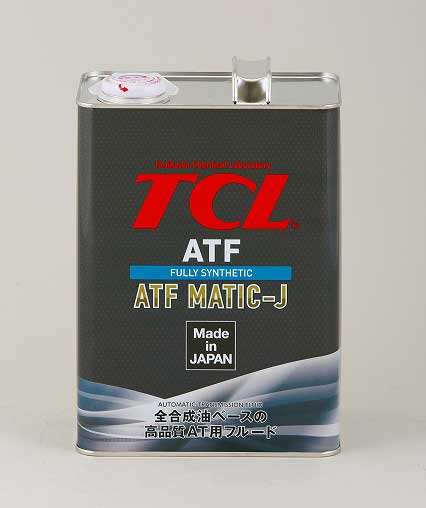 Tanikawa Chemical Laboratory
TCL
ATF
FULLY SYNTHETIC
ATF MATIC-J
Made
in
JAPAN
AUTOMATIC TRANSMISSION FLUID
全合成油ベースの
高品質AT用フルード